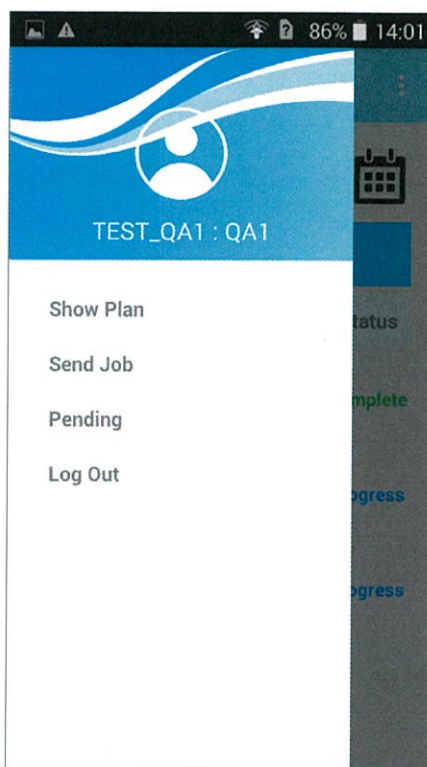 86% 14:01
TEST_QA1 : QA1
Show Plan
tatus
Send Job
mplete
Pending
Log Out
ogress
ogress